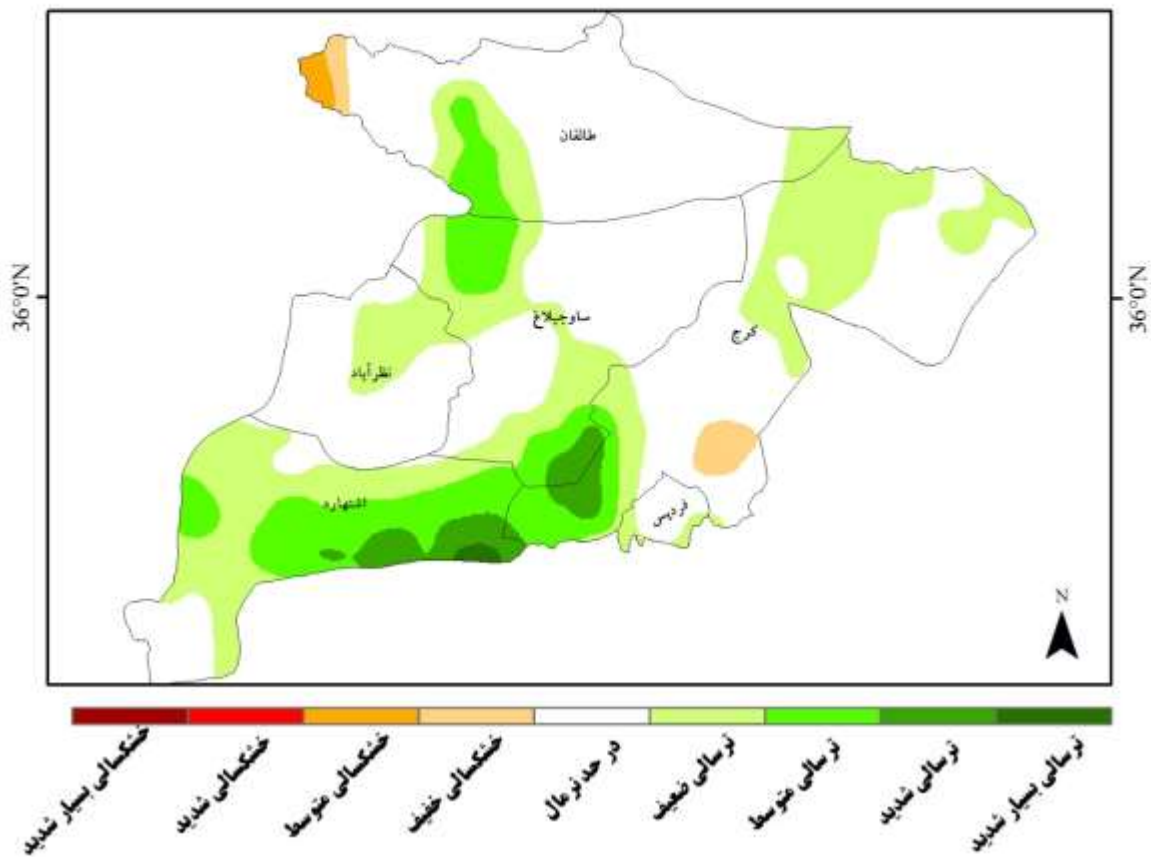 طالقان
36°0'N
36°0'N
ساوجبلاغ
کرج
نظرآباد
اشتهارد
فردیس
N
خشکسالی بسیار شدید
خشکسالی شدید
خشکسالی متوسط
خشکسالی خفیف
در حد نرمال
ترسالی ضعیف
ترسالی متوسط
ترسالی شدید
ترسالی بسیار شدید